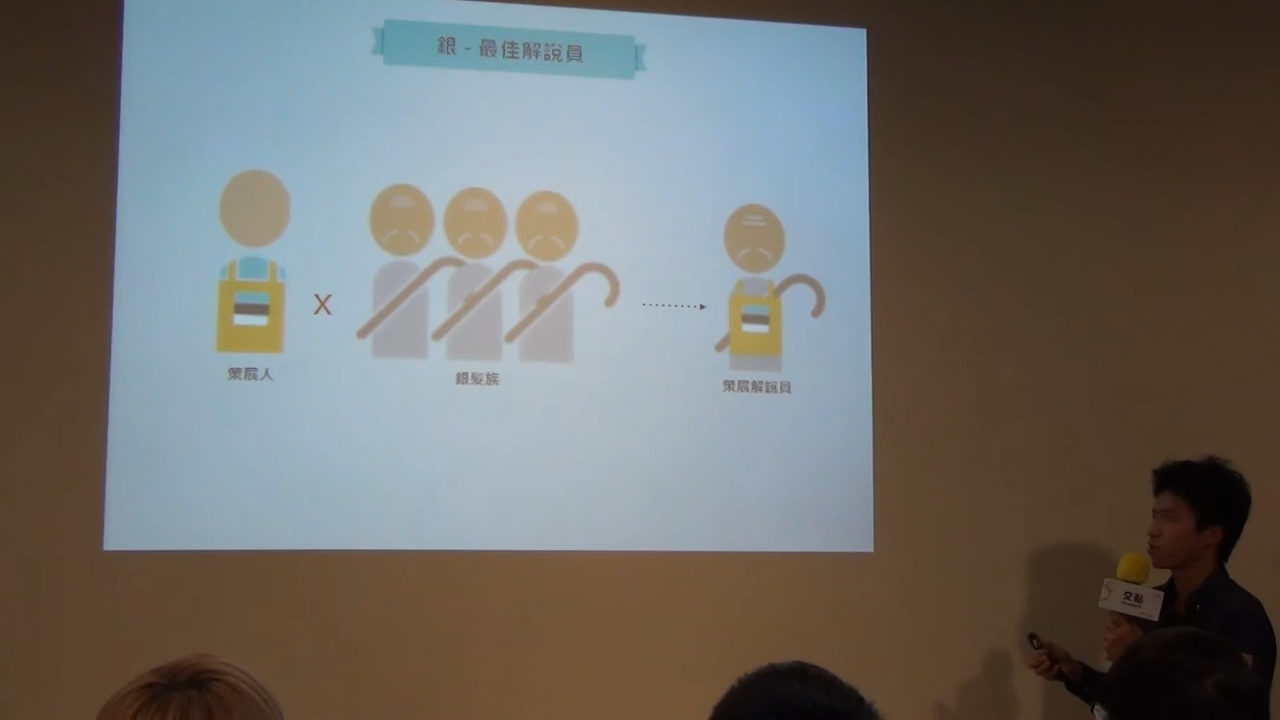 銀 - 最佳解說員
X
策展人
銀髮族
策展解說員
交點